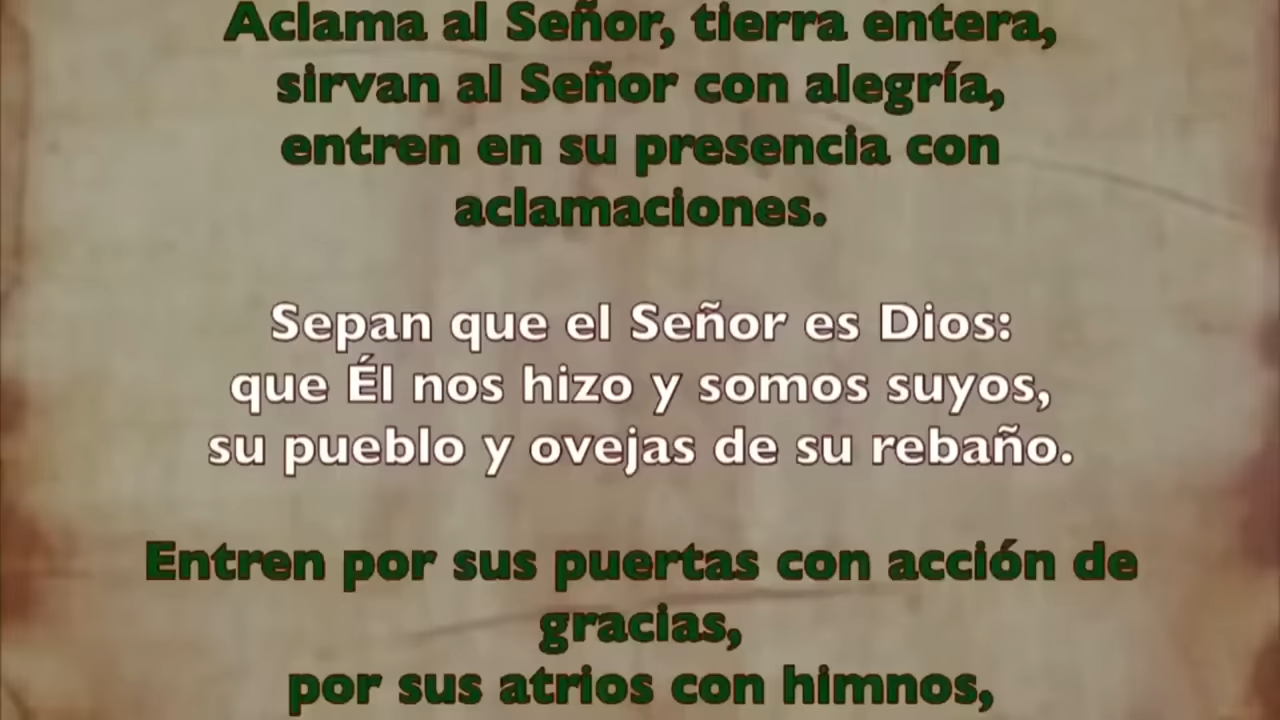 Aclama al Señor, tierra entera,
sirvan al Señor con alegría,
entren en su presencia con
aclamaciones.
Sepan que el Señor es Dios:
que Él nos hizo y somos suyos,
su pueblo y ovejas de su rebaño.
Entren por sus puertas con acción de
gracias,
por sus atrios con himnos,